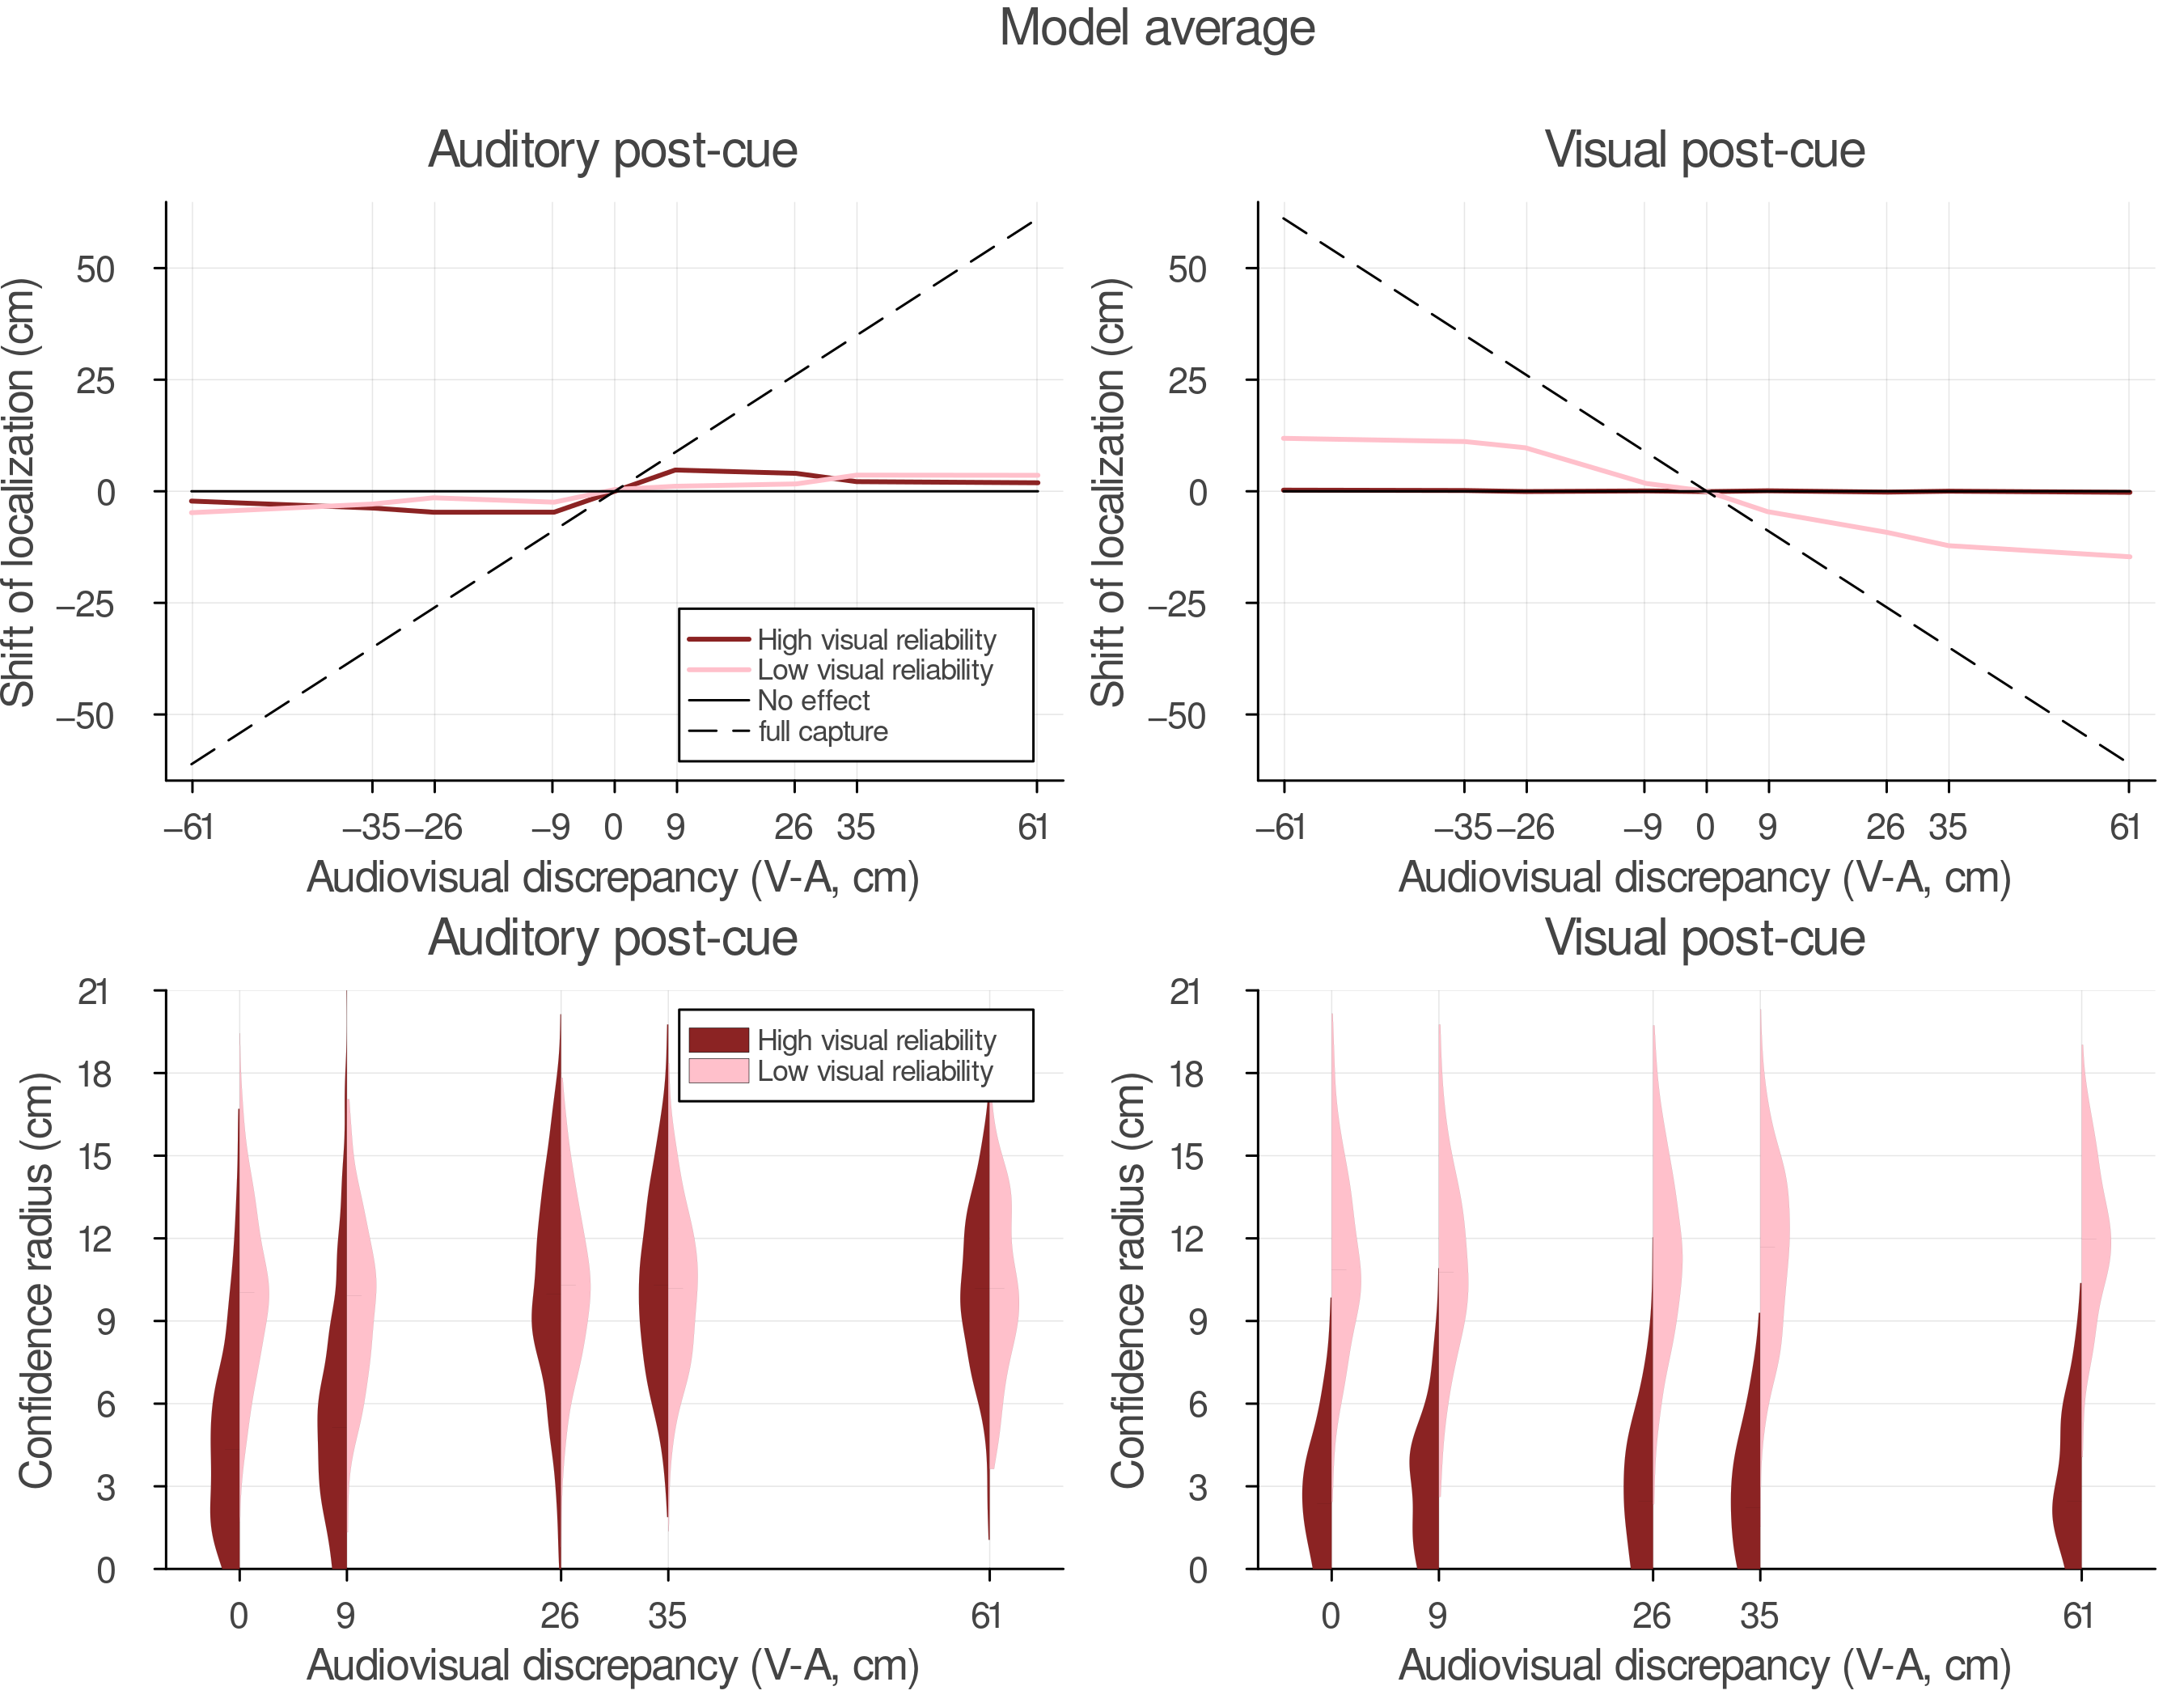 Model average
Auditory post-cue
Shift of localization (cm)
50
25
0
−25
−50
High visual reliability
Low visual reliability
No effect
full capture
−61 −35 −26 −9 0 9 26 35 61
Audiovisual discrepancy (V-A, cm)
Visual post-cue
Shift of localization (cm)
50
25
0
−25
−50
−61 −35 −26 −9 0 9 26 35 61
Audiovisual discrepancy (V-A, cm)
Auditory post-cue
Confidence radius (cm)
21
18
15
12
9
6
3
0
High visual reliability
Low visual reliability
0 9 26 35 61
Audiovisual discrepancy (V-A, cm)
Visual post-cue
Confidence radius (cm)
21
18
15
12
9
6
3
0
0 9 26 35 61
Audiovisual discrepancy (V-A, cm)